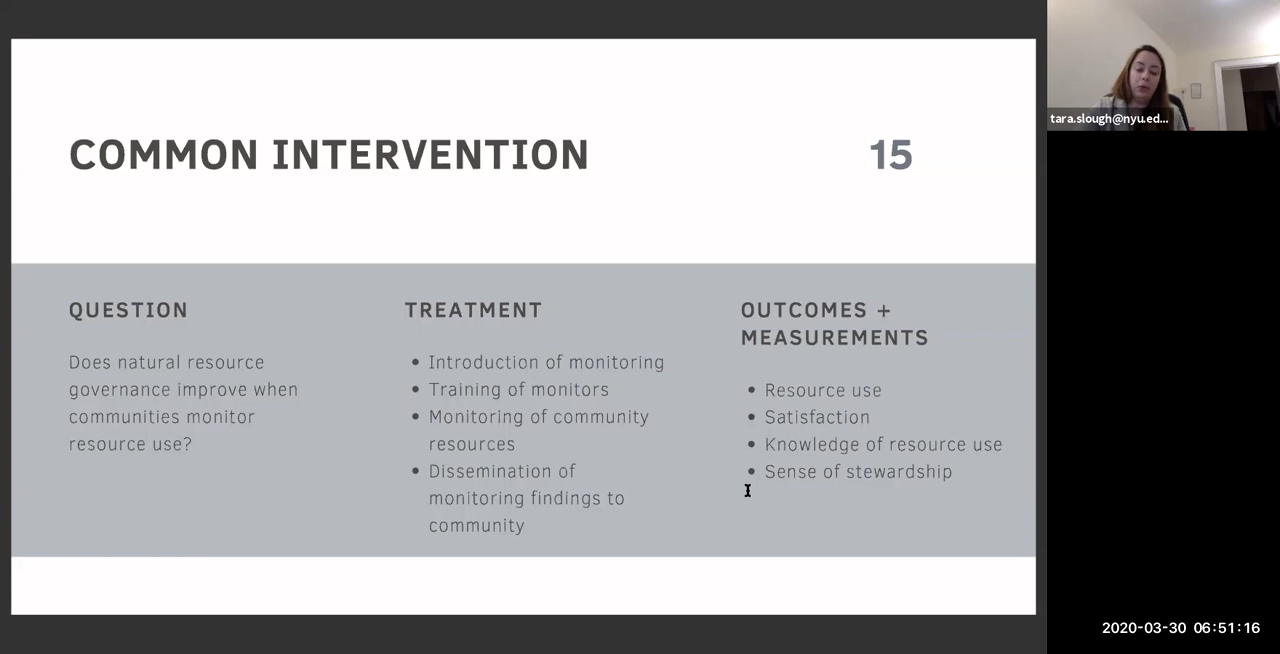 COMMON INTERVENTION
15
QUESTION
Does natural resource
governance improve when
communities monitor
resource use?
TREATMENT
• Introduction of monitoring
• Training of monitors
• Monitoring of community
resources
• Dissemination of
monitoring findings to
community
OUTCOMES +
MEASUREMENTS
• Resource use
• Satisfaction
• Knowledge of resource use
• Sense of stewardship
tara.slough@nyu.ed...
2020-03-30 06:51:16